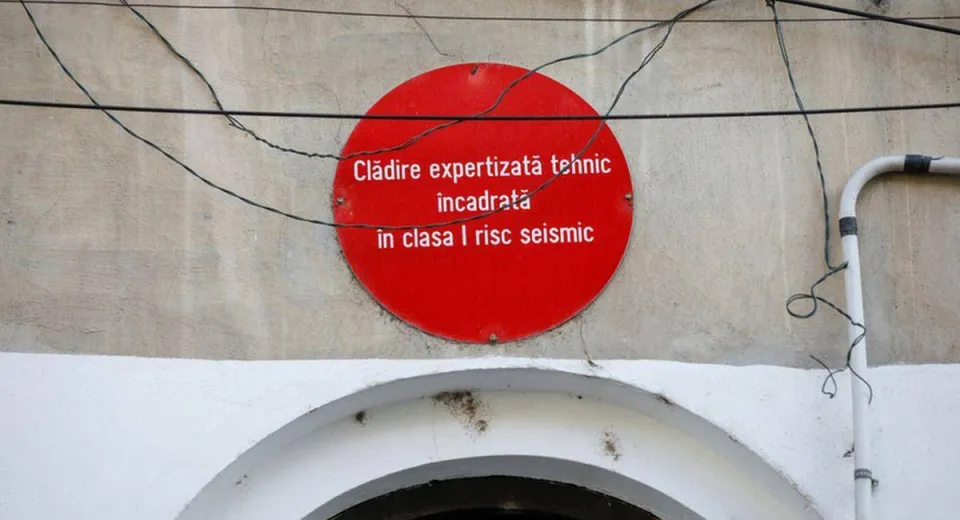 Clădire expertizată tehnic
încadrată
în clasa I risc seismic